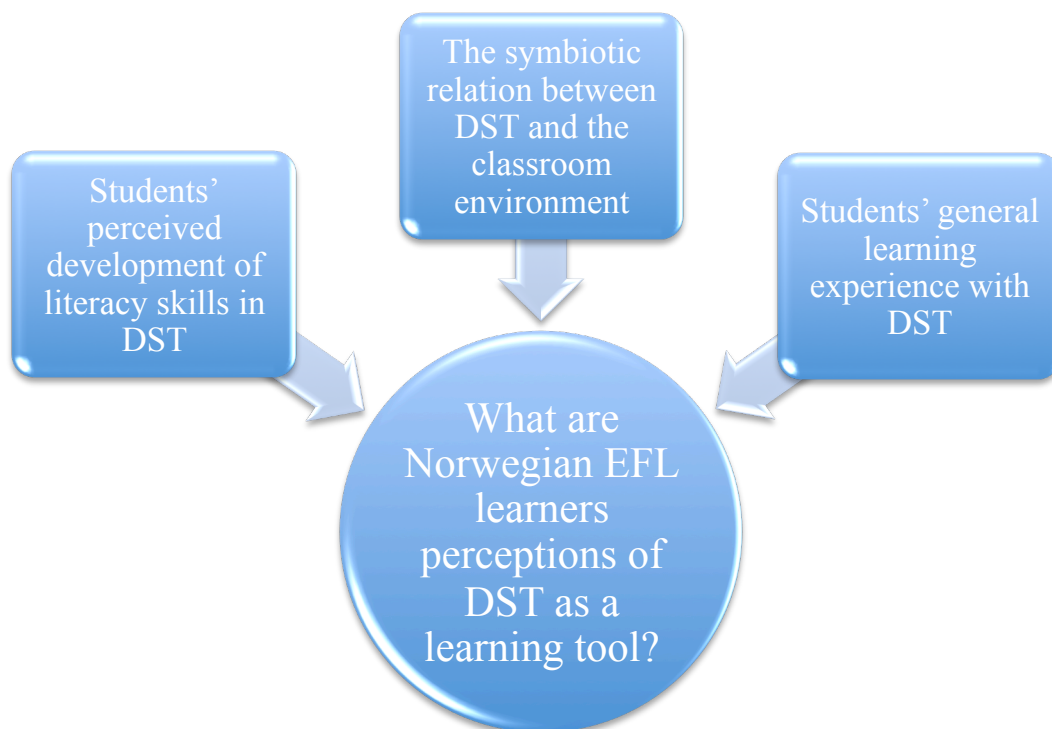 The symbiotic
relation between
DST and the
classroom
environment
Students’
perceived
development of
literacy skills in
DST
Students’ general
learning
experience with
DST
What are
Norwegian EFL
learners
perceptions of
DST as a
learning tool?